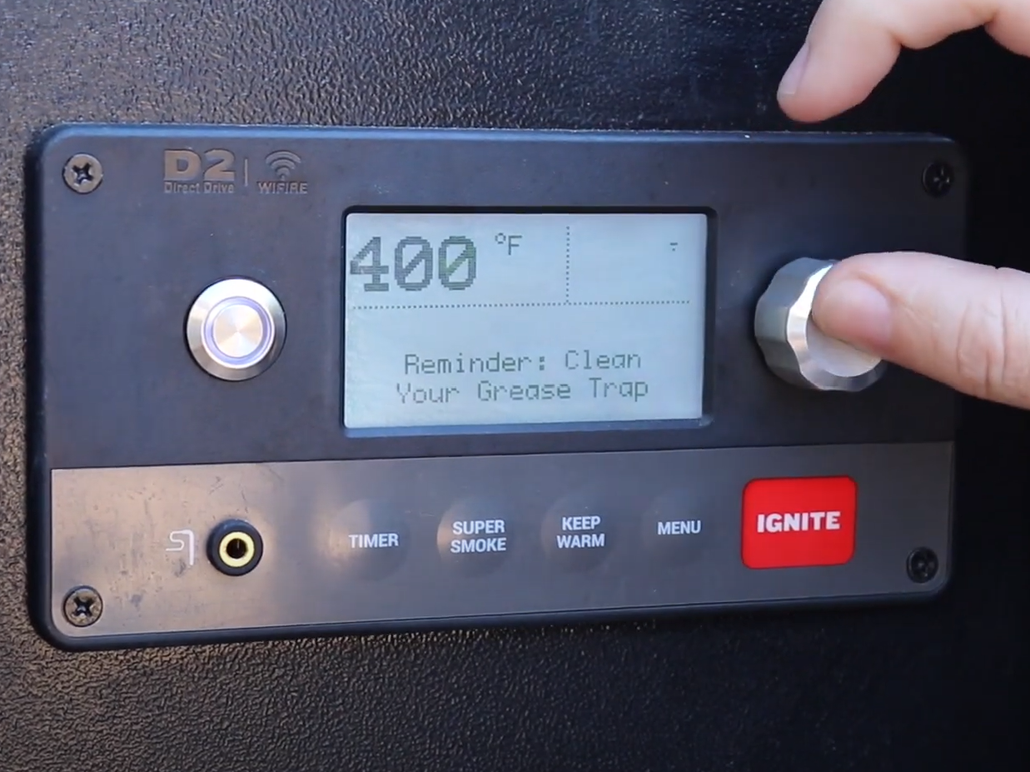 D2
Direct Drive
WIFIRE
400 °F
Reminder: Clean
Your Grease Trap
TIMER
SUPER
SMOKE
KEEP
WARM
MENU
IGNITE